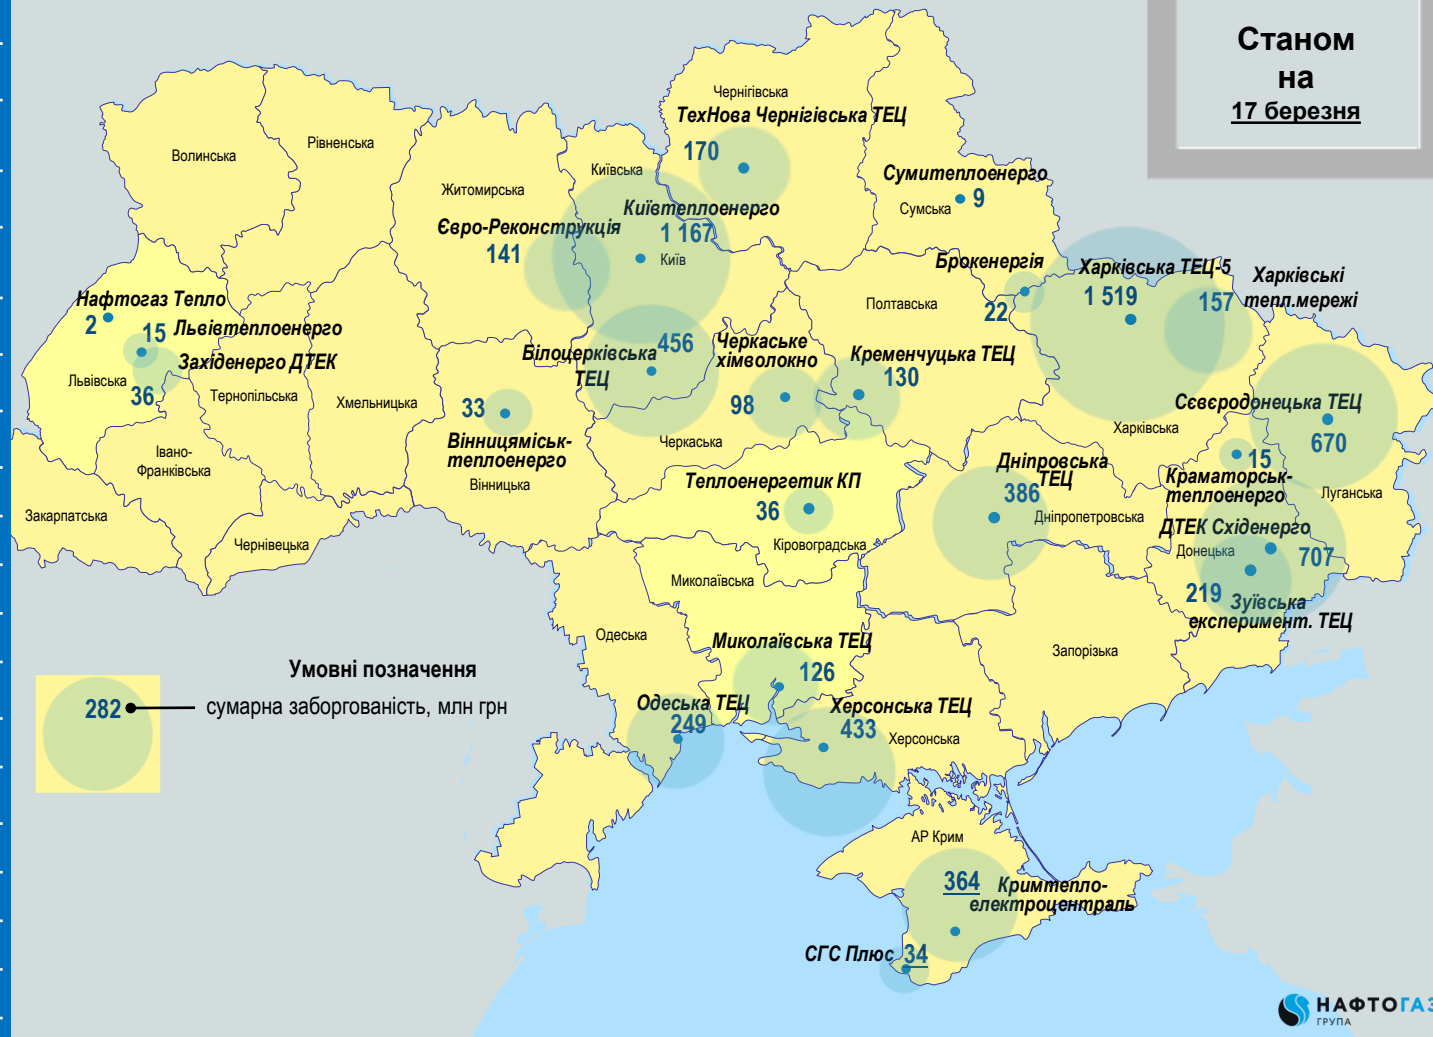 Станом
на
17 березня
Чернігівська
ТехНова Чернігівська ТЕЦ
170
Волинська
Рівненська
Київська
Житомирська
Сумитеплоенерго
9
Сумська
Київтеплоенерго
1 167
Київ
Євро-Реконструкція
141
Брокенергія
22
Харківська ТЕЦ-5
1 519
157
Харківські
тепл.мережі
Полтавська
Нафтогаз Тепло
2
15
Львівтеплоенерго
Західенерго ДТЕК
36
Львівська
Тернопільська
Хмельницька
Білоцерківська
ТЕЦ
456
Черкаське
хімволокно
98
Кременчуцька ТЕЦ
130
33
Вінницяміськ-
теплоенерго
Вінницька
Черкаська
Харківська
Сєвєродонецька ТЕЦ
670
Івано-
Франківська
15
Краматорськ-
теплоенерго
Луганська
Дніпровська
ТЕЦ
386
Дніпропетровська
Теплоенергетик КП
36
Кіровоградська
Закарпатська
Чернівецька
ДТЕК Східенерго
Донецька
707
219
Зуївська
експеримент. ТЕЦ
Миколаївська
Одеська
Миколаївська ТЕЦ
126
Запорізька
Умовні позначення
282
сумарна заборгованість, млн грн
Одеська ТЕЦ
249
Херсонська ТЕЦ
433
Херсонська
АР Крим
364
Кримтепло-
електроцентраль
СГС Плюс
34
НАФТОГАЗ
ГРУПА